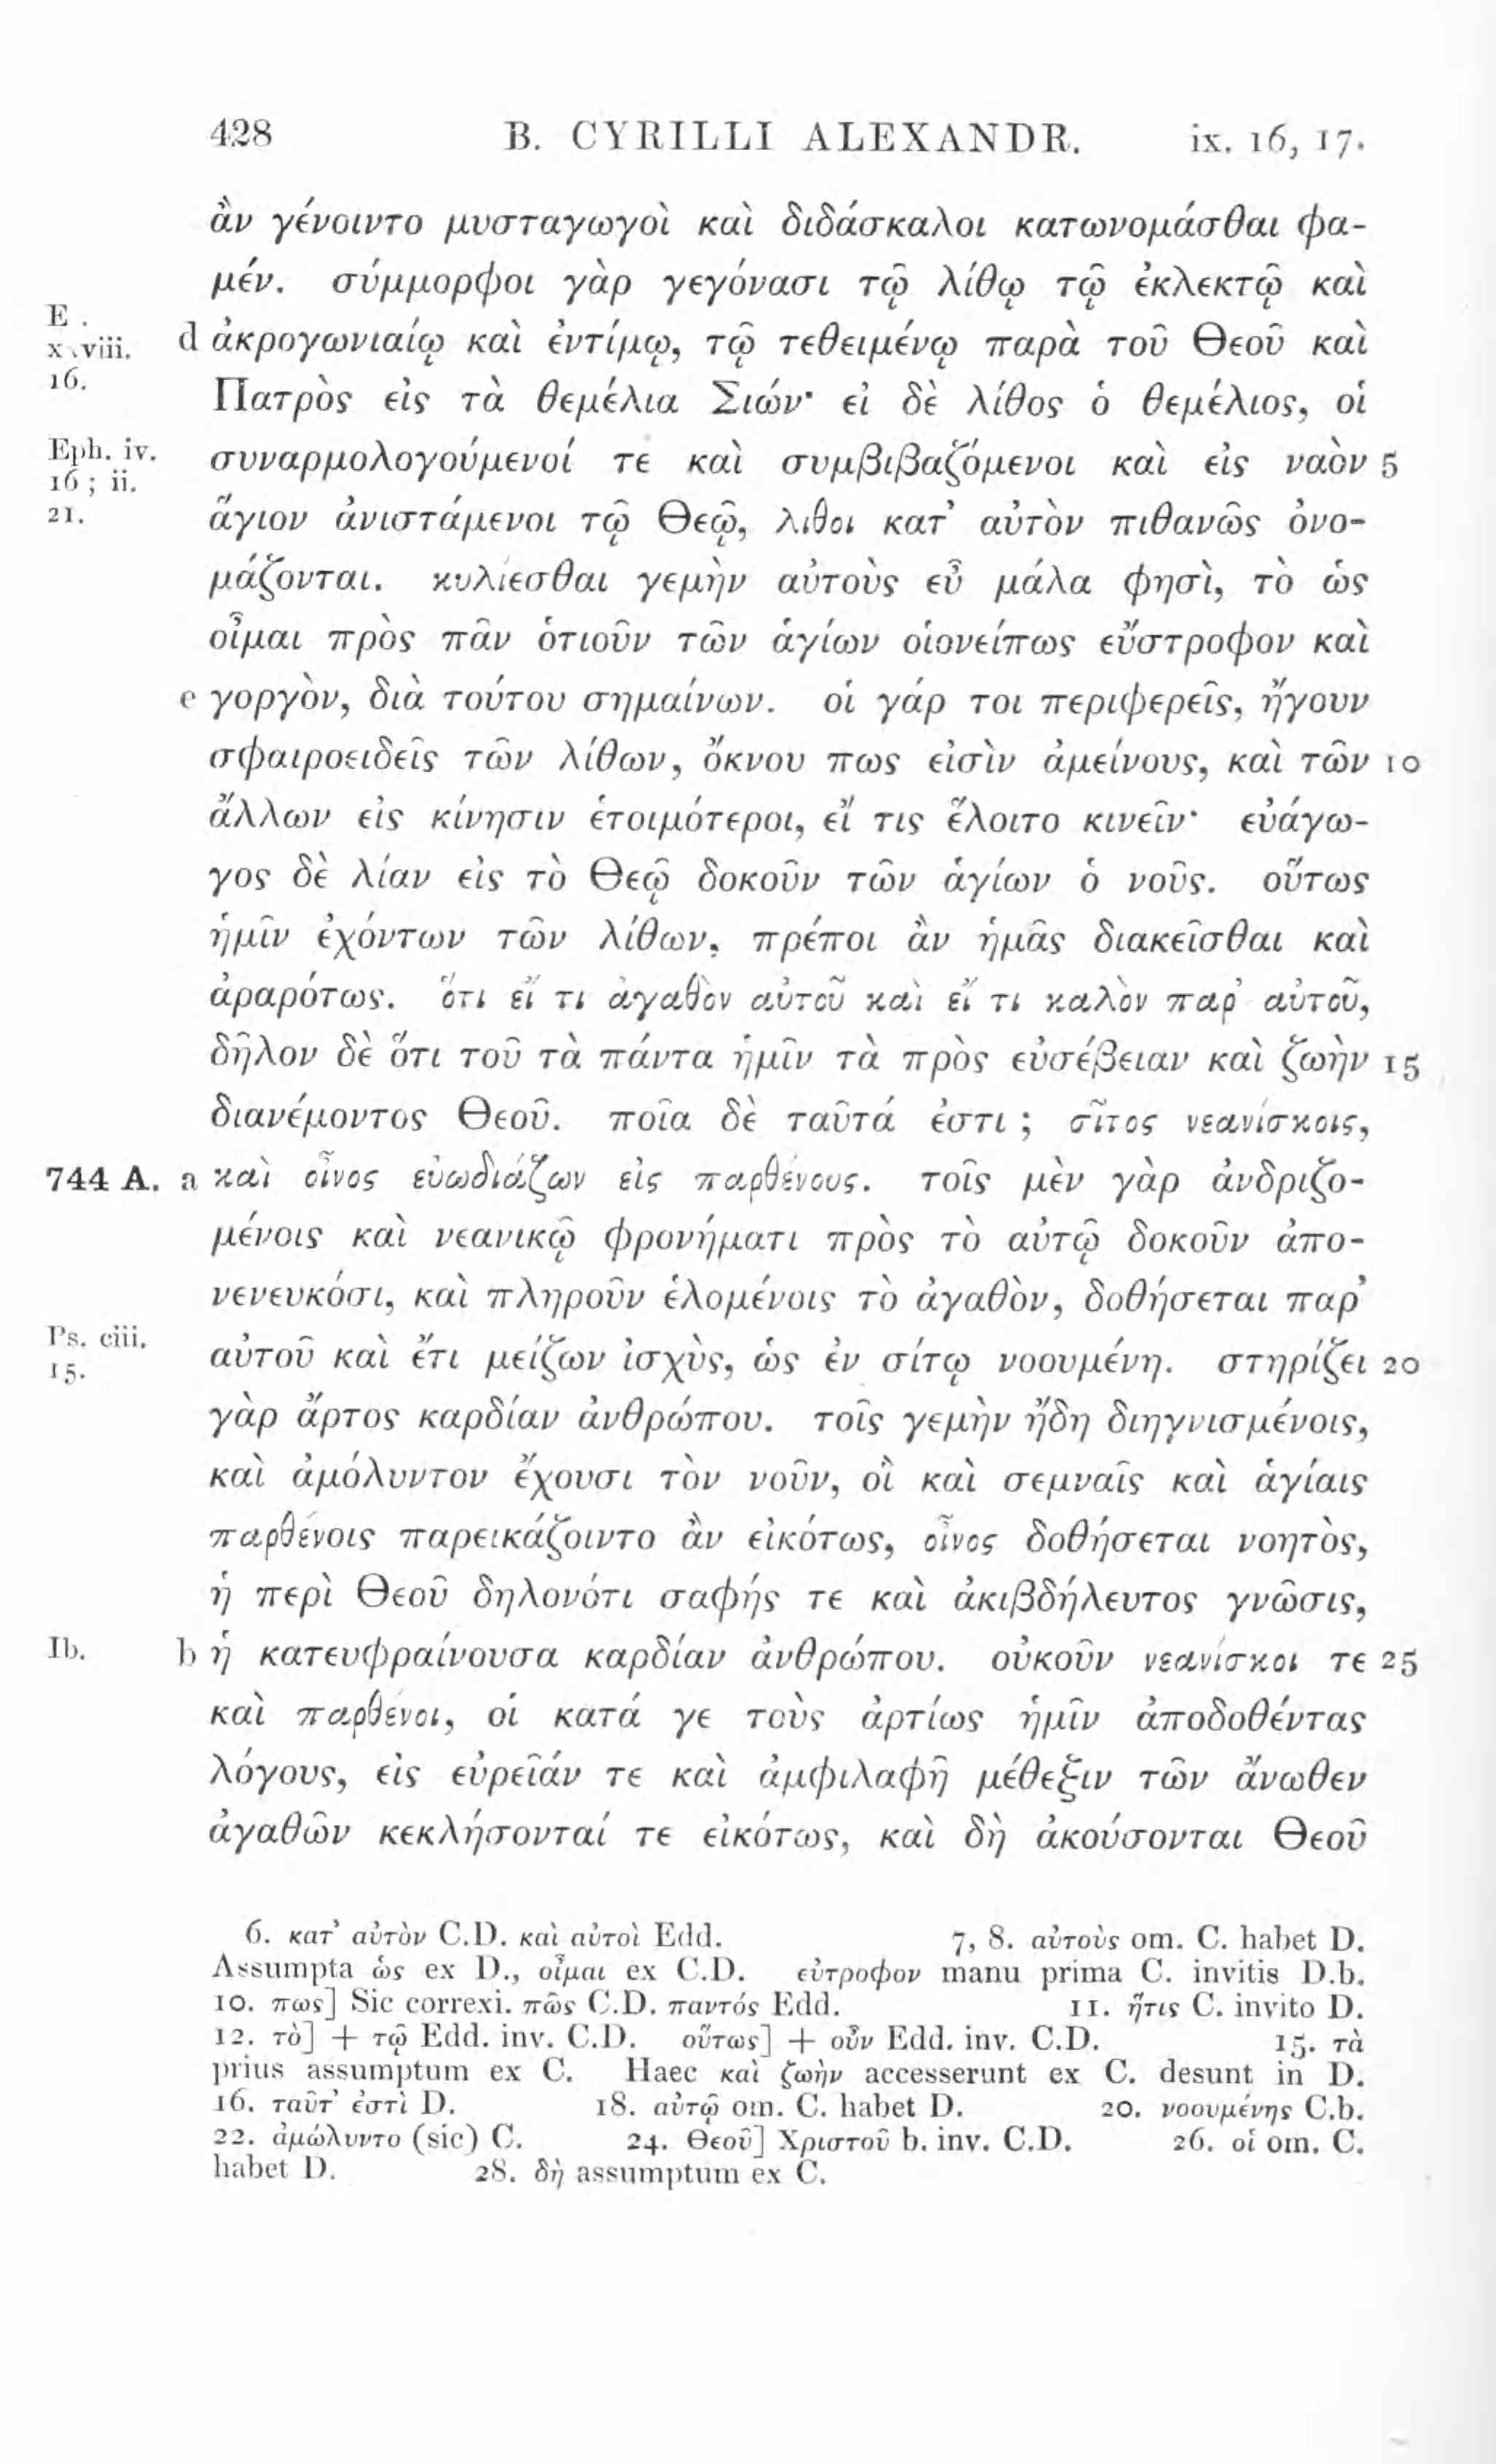 428 B. CYRILLI ALEXANDR. ix. 16, 17.
ἂν γένοιντο μυσταγωγοὶ καὶ διδάσκαλοι κατωνομάσθαι φα-
μέν. σύμμορφοι γὰρ γεγόνασι τῷ λίθῳ τῷ ἐκλεκτῷ καὶ
E
x viii.
16.
d ἀκρογωνιαίῳ καὶ ἐντίμῳ, τῷ τεθειμένῳ παρὰ τοῦ Θεοῦ καὶ
Πατρὸς εἰς τὰ θεμέλια Σιών· εἰ δὲ λίθος ὁ θεμέλιος, οἱ
Eph. iv.
16 ; ii.
21.
συναρμολογούμενοί τε καὶ συμβιβαζόμενοι καὶ εἰς ναὸν 5
ἅγιον ἀνιστάμενοι τῷ Θεῷ, λιθοι κατ’ αὐτὸν πιθανῶς ὀνο-
μάζονται. κυλίεσθαι γεμὴν αὐτοὺς εὖ μάλα φησὶ, τὸ ὡς
οἶμαι πρὸς πᾶν ὁτιοῦν τῶν ἁγίων οἱονείπως εὔστροφον καὶ
e γοργὸν, διὰ τούτου σημαίνων. οἱ γάρ τοι περιφερεῖς, ἤγουν
σφαιροειδεῖς τῶν λίθων, ὄκνου πως εἰσὶν ἀμείνους, καὶ τῶν 10
ἄλλων εἰς κίνησιν ἑτοιμότεροι, εἴ τις ἕλοιτο κινεῖν· εὐάγω-
γος δὲ λίαν εἰς τὸ Θεῷ δοκοῦν τῶν ἁγίων ὁ νοῦς. οὕτως
ἡμῖν ἐχόντων τῶν λίθων, πρέποι ἂν ἡμᾶς διακεῖσθαι καὶ
ἀραρότως. ὅτι εἴ τι ἀγαθὸν αὐτοῦ καὶ εἴ τι καλὸν παρ’ αὐτοῦ,
δῆλον δὲ ὅτι τοῦ τὰ πάντα ἡμῖν τὰ πρὸς εὐσέβειαν καὶ ζωὴν 15
διανέμοντος Θεοῦ. ποῖα δὲ ταῦτά ἐστι ; σῖτος νεανίσκοις,
744 A. a καὶ οἶνος εὐωδιάζων εἰς παρθένους. τοῖς μὲν γὰρ ἀνδριζο-
μένοις καὶ νεανικῷ φρονήματι πρὸς τὸ αὐτῷ δοκοῦν ἀπο-
νενευκόσι, καὶ πληροῦν ἑλομένοις τὸ ἀγαθὸν, δοθήσεται παρ’
Ps. ciii.
15.
αὐτοῦ καὶ ἔτι μείζων ἰσχὺς, ὡς ἐν σίτῳ νοουμένη. στηρίζει 20
γὰρ ἄρτος καρδίαν ἀνθρώπου. τοῖς γεμὴν ἤδη διηγνισμένοις,
καὶ ἀμόλυντον ἔχουσι τὸν νοῦν, οἳ καὶ σεμναῖς καὶ ἁγίαις
παρθένοις παρεικάζοιντο ἂν εἰκότως, οἶνος δοθήσεται νοητὸς,
ἡ περὶ Θεοῦ δηλονότι σαφής τε καὶ ἀκιβδήλευτος γνῶσις,
Ib. b ἡ κατευφραίνουσα καρδίαν ἀνθρώπου. οὐκοῦν νεανίσκοι τε 25
καὶ παρθένοι, οἱ κατά γε τοὺς ἀρτίως ἡμῖν ἀποδοθέντας
λόγους, εἰς εὐρεῖάν τε καὶ ἀμφιλαφῆ μέθεξιν τῶν ἄνωθεν
ἀγαθῶν κεκλήσονταί τε εἰκότως, καὶ δὴ ἀκούσονται Θεοῦ
6. κατ’ αὐτὸν C.D. καὶ αὐτοὶ Edd. 7, 8. αὐτοὺς om. C. habet D.
Assumpta ὡς ex D., οἶμαι ex C.D. εὐτροφον manu prima C. invitis D.b.
10. πως] Sic correxi. πῶς C.D. παντός Edd. 11. ἥτις C. invito D.
12. τὸ] + τῷ Edd. inv. C.D. οὕτως] + οὖν Edd. inv. C.D. 15. τὰ
prius assumptum ex C. Haec καὶ ζωὴν accesserunt ex C. desunt in D.
16. ταῦτ’ ἐστὶ D. 18. αὐτῷ om. C. habet D. 20. νοουμένης C.b.
22. ἀμώλυντο (sic) C. 24. Θεοῦ] Χριστοῦ b. inv. C.D. 26. οἱ om. C.
habet D. 28. δὴ assumptum ex C.